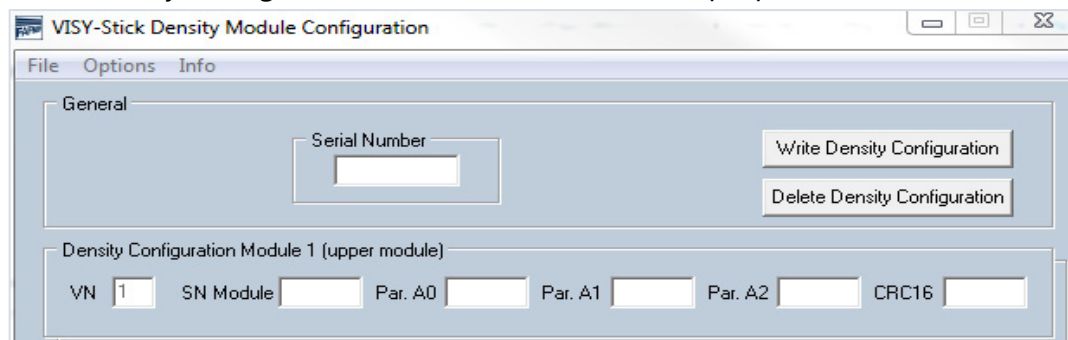 VISY-Stick Density Module Configuration
File Options Info
General
Serial Number
Write Density Configuration
Delete Density Configuration
Density Configuration Module 1 (upper module)
VN 1 SN Module Par. A0 Par. A1 Par. A2 CRC16